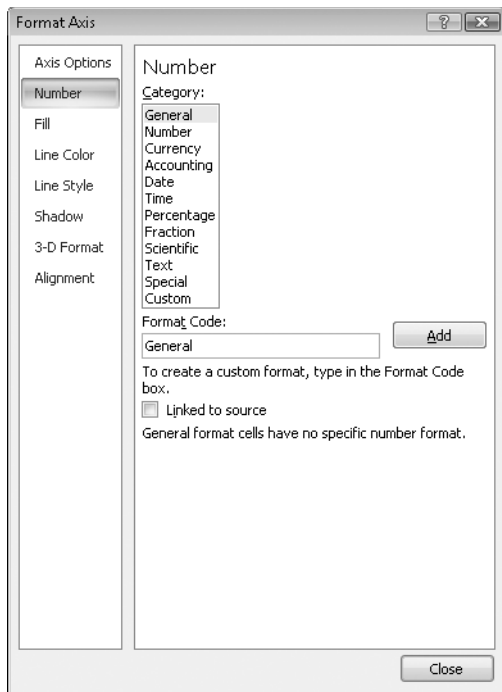 Format Axis
Axis Options
Number
Fill
Line Color
Line Style
Shadow
3-D Format
Alignment
Number
Category:
General
Number
Currency
Accounting
Date
Time
Percentage
Fraction
Scientific
Text
Special
Custom
Format Code:
General
Add
To create a custom format, type in the Format Code
box.
Linked to source
General format cells have no specific number format.
Close